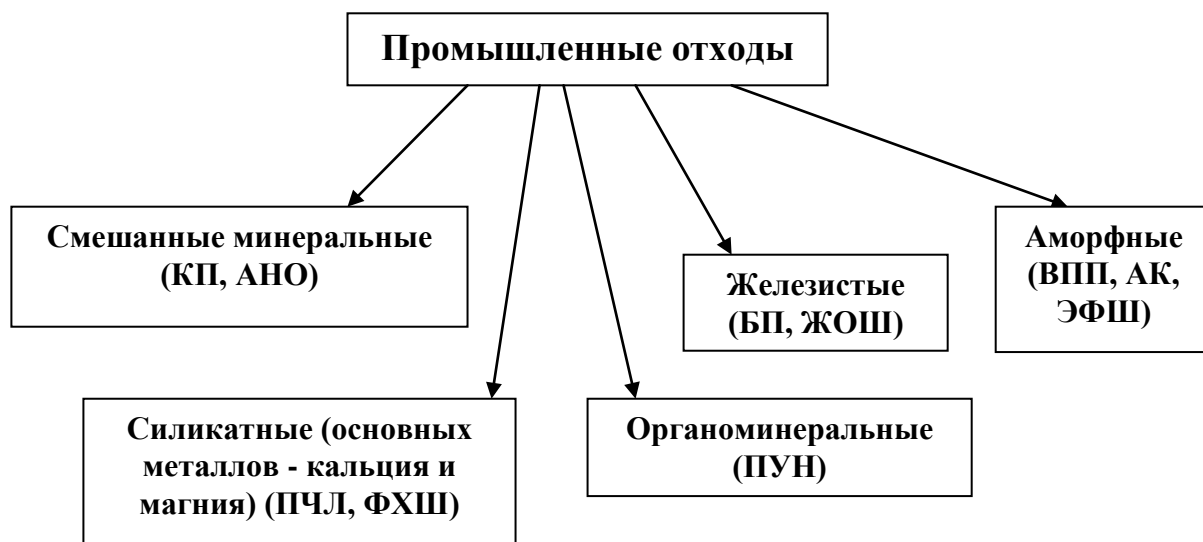 Промышленные отходы
Смешанные минеральные
(КП, АНО)
Железистые
(БП, ЖОШ)
Аморфные
(ВПП, АК,
ЭФШ)
Силикатные (основных
металлов - кальция и
магния) (ПЧЛ, ФХШ)
Органоминеральные
(ПУН)